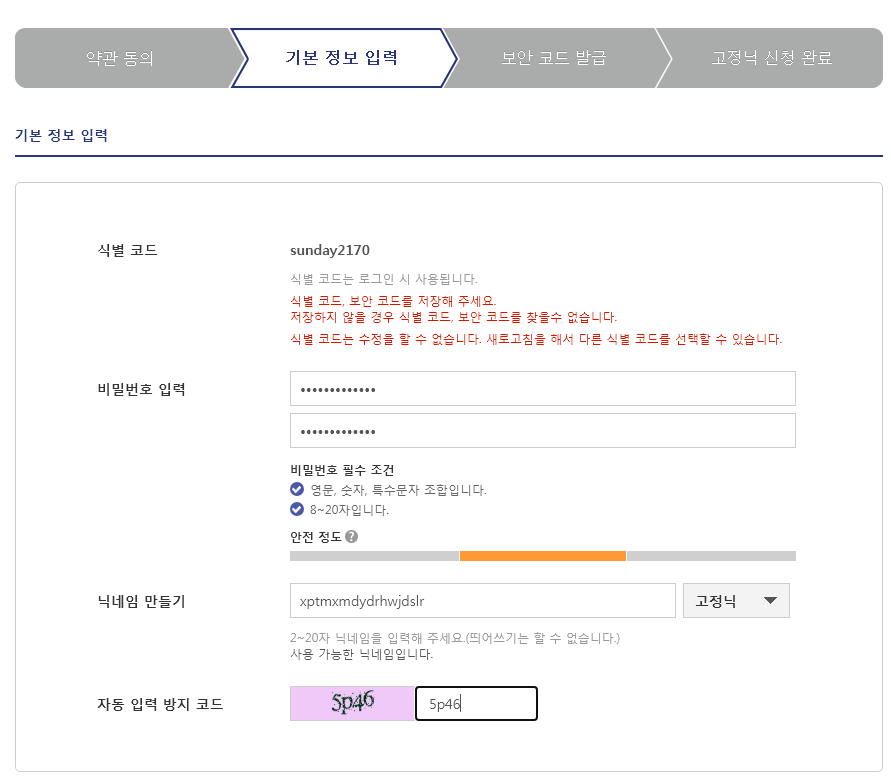 약관 동의
기본 정보 입력
보안 코드 발급
고정닉 신청 완료
기본 정보 입력
식별 코드
sunday2170
식별 코드는 로그인 시 사용됩니다.
식별 코드, 보안 코드를 저장해 주세요.
저장하지 않을 경우 식별 코드, 보안 코드를 찾을수 없습니다.
식별 코드는 수정을 할 수 없습니다. 새로고침을 해서 다른 식별 코드를 선택할 수 있습니다.
비밀번호 입력
•••••••••••••
•••••••••••••
비밀번호 필수 조건
영문, 숫자, 특수문자 조합입니다.
8~20자입니다.
안전 정도 ?
닉네임 만들기
xptmxmdydrhwjdslr
고정닉
2~20자 닉네임을 입력해 주세요.(띄어쓰기는 할 수 없습니다.)
사용 가능한 닉네임입니다.
자동 입력 방지 코드
5p46
5p46